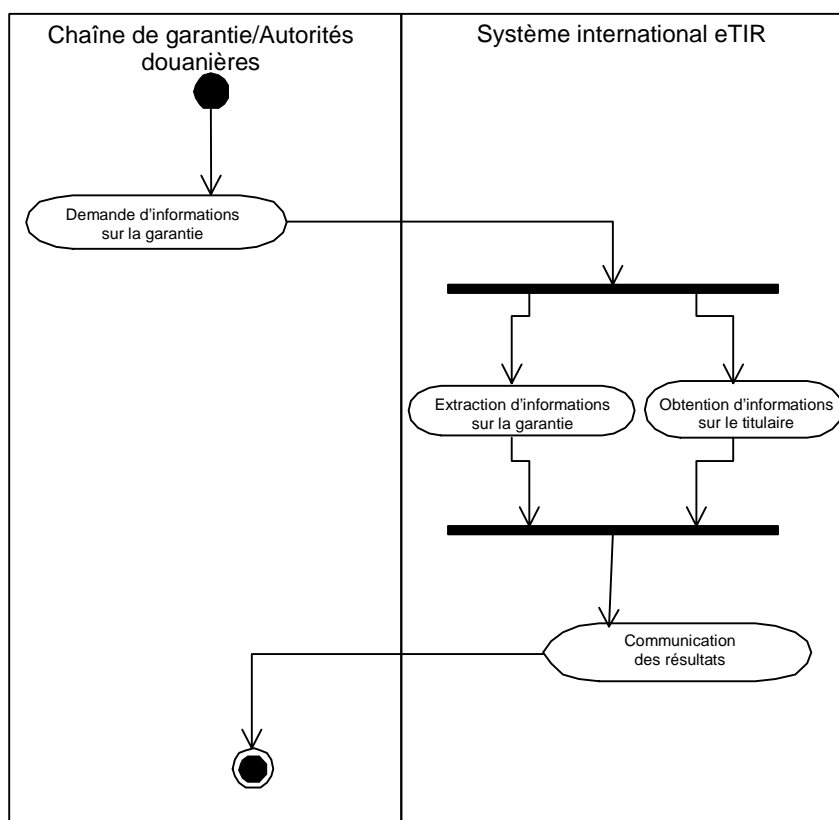 Chaîne de garantie/Autorités
douanières
Système international eTIR
Demande d'informations
sur la garantie
Extraction d'informations
sur la garantie
Obtention d'informations
sur le titulaire
Communication
des résultats